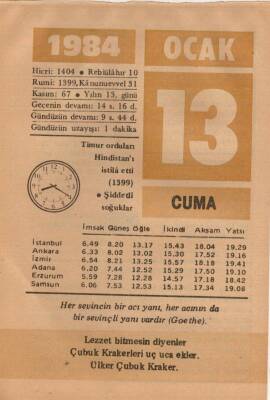 1984 OCAK
Hicri: 1404 • Rebiülâhır 10
Rumi: 1399, Kânunuevvel 31
Kasım: 67 • Yılın 13. günü
Gecenin devamı: 14 s. 16 d.
Gündüzün devamı: 9 s. 44 d.
Gündüzün uzayışı: 1 dakika
13
CUMA
Timur orduları
Hindistan'ı
istilâ etti
(1399)
• Şiddetli
soğuklar
İmsak Güneş Öğle İkindi Akşam Yatsı
İstanbul 6.49 8.20 13.17 15.43 18.04 19.29
Ankara 6.33 8.02 13.02 15.30 17.52 19.16
İzmir 6.54 8.21 13.25 15.57 18.19 19.41
Adana 6.20 7.44 12.52 15.29 17.50 19.10
Erzurum 5.59 7.28 12.28 14.57 17.18 18.42
Samsun 6.06 7.53 12.53 15.13 17.34 19.06
Her sevincin bir acı yanı, her acının da
bir sevinçli yanı vardır (Goethe).
Lezzet bitmesin diyenler
Çubuk Krakerleri uç uca ekler.
Ülker Çubuk Kraker.